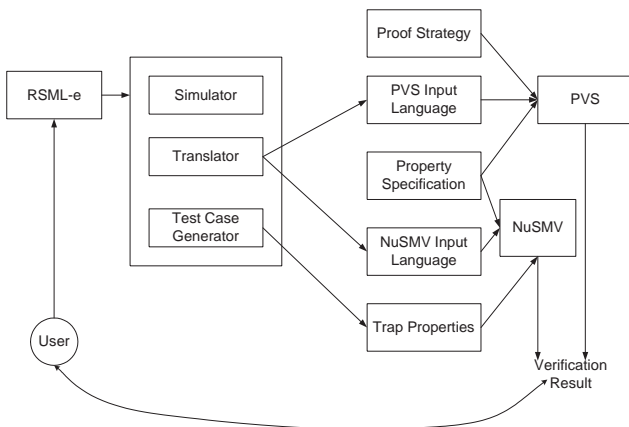 Proof Strategy
RSML-e
Simulator
PVS Input
Language
PVS
Translator
Property
Specification
Test Case
Generator
NuSMV Input
Language
NuSMV
User
Trap Properties
Verification
Result